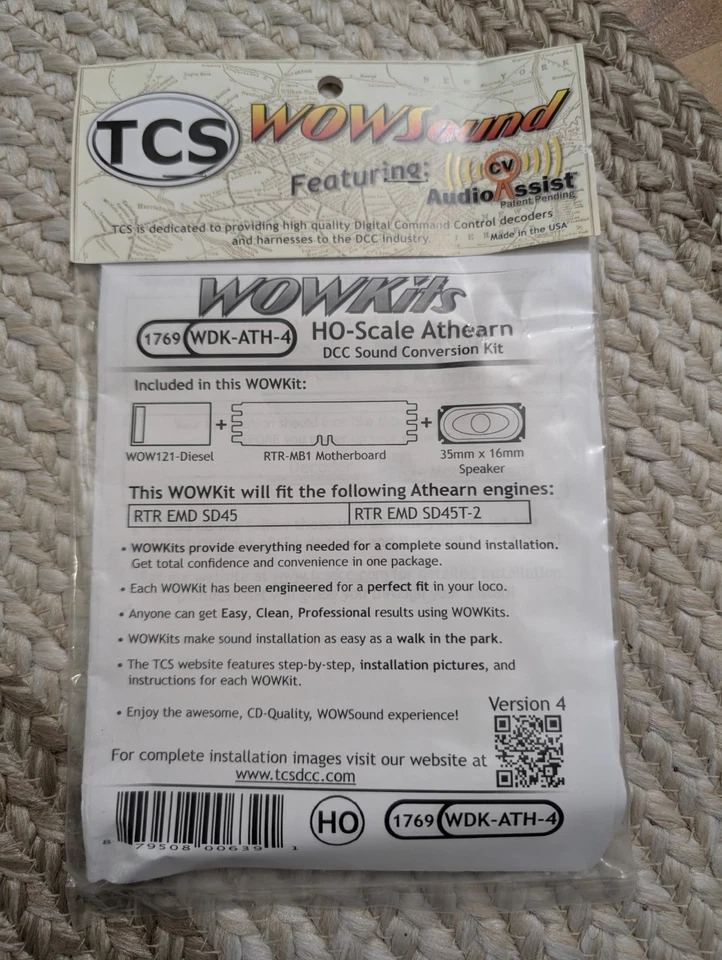 TCS WOWSound
Featuring: CV
AudioAssist
Patent Pending
TCS is dedicated to providing high quality Digital Command Control decoders
and harnesses to the DCC industry.
Made in the USA
WOWKits
1769 WDK-ATH-4 HO-Scale Athearn
DCC Sound Conversion Kit
Included in this WOWKit:
+ +
WOW121-Diesel RTR-MB1 Motherboard 35mm x 16mm
Speaker
This WOWKit will fit the following Athearn engines:
RTR EMD SD45 RTR EMD SD45T-2
• WOWKits provide everything needed for a complete sound installation.
Get total confidence and convenience in one package.
• Each WOWKit has been engineered for a perfect fit in your loco.
• Anyone can get Easy, Clean, Professional results using WOWKits.
• WOWKits make sound installation as easy as a walk in the park.
• The TCS website features step-by-step, installation pictures, and
instructions for each WOWKit.
• Enjoy the awesome, CD-Quality, WOWSound experience!
Version 4
For complete installation images visit our website at
www.tcsdcc.com
8 79508 00639 1
HO
1769 WDK-ATH-4